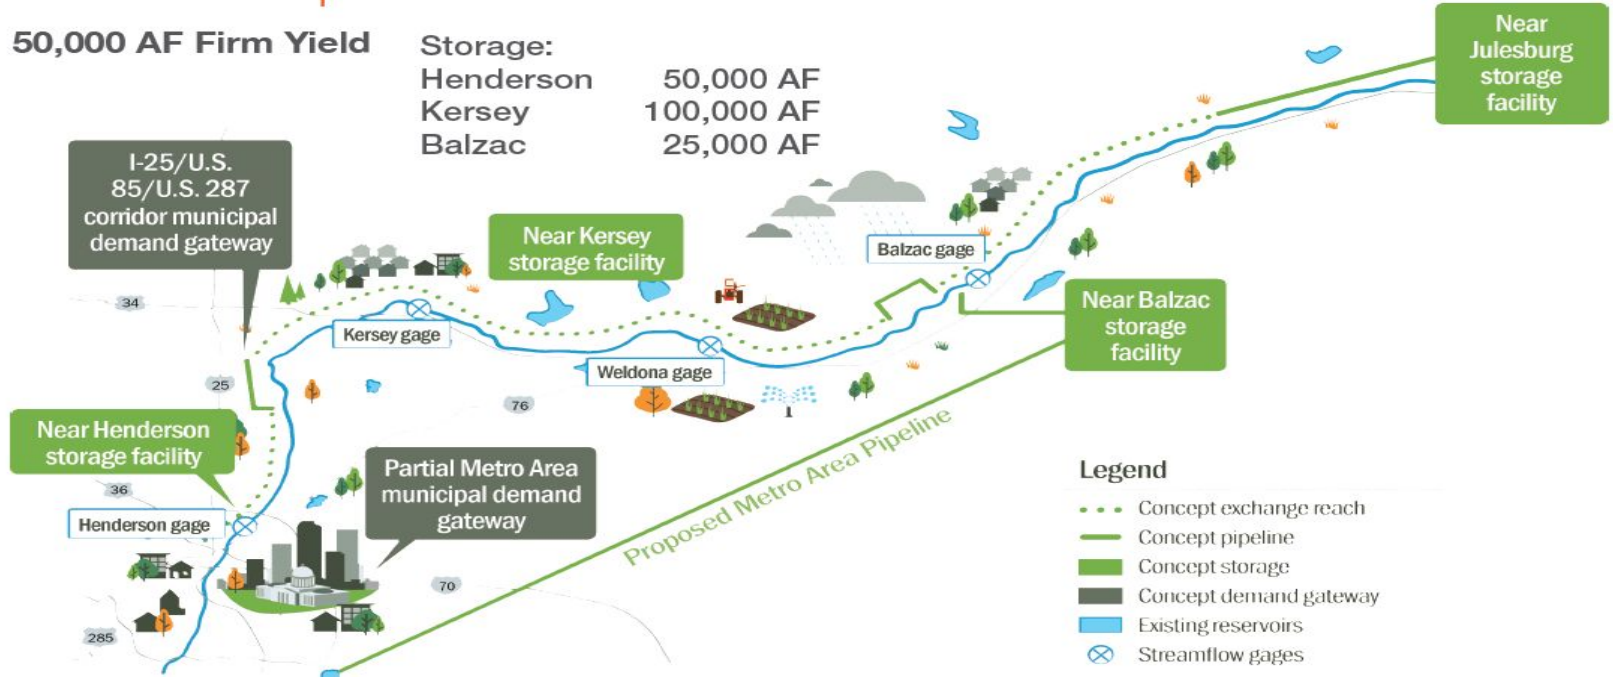 50,000 AF Firm Yield
Storage:
Henderson 50,000 AF
Kersey 100,000 AF
Balzac 25,000 AF
Near
Julesburg
storage
facility
I-25/U.S.
85/U.S. 287
corridor municipal
demand gateway
Near Kersey
storage facility
Balzac gage
Near Balzac
storage
facility
34
Kersey gage
Weldona gage
25
76
Near Henderson
storage facility
Partial Metro Area
municipal demand
gateway
36
Henderson gage
Proposed Metro Area Pipeline
70
285
Legend
Concept exchange reach
Concept pipeline
Concept storage
Concept demand gateway
Existing reservoirs
Streamflow gages